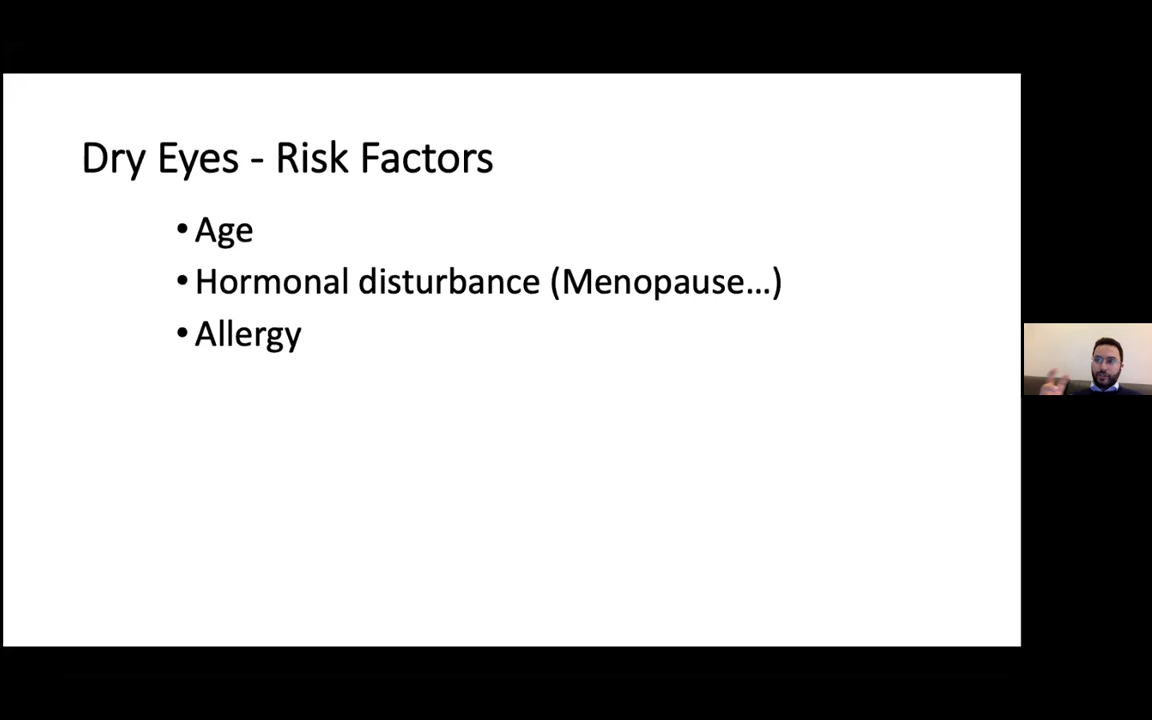 Dry Eyes - Risk Factors
• Age
• Hormonal disturbance (Menopause...)
• Allergy